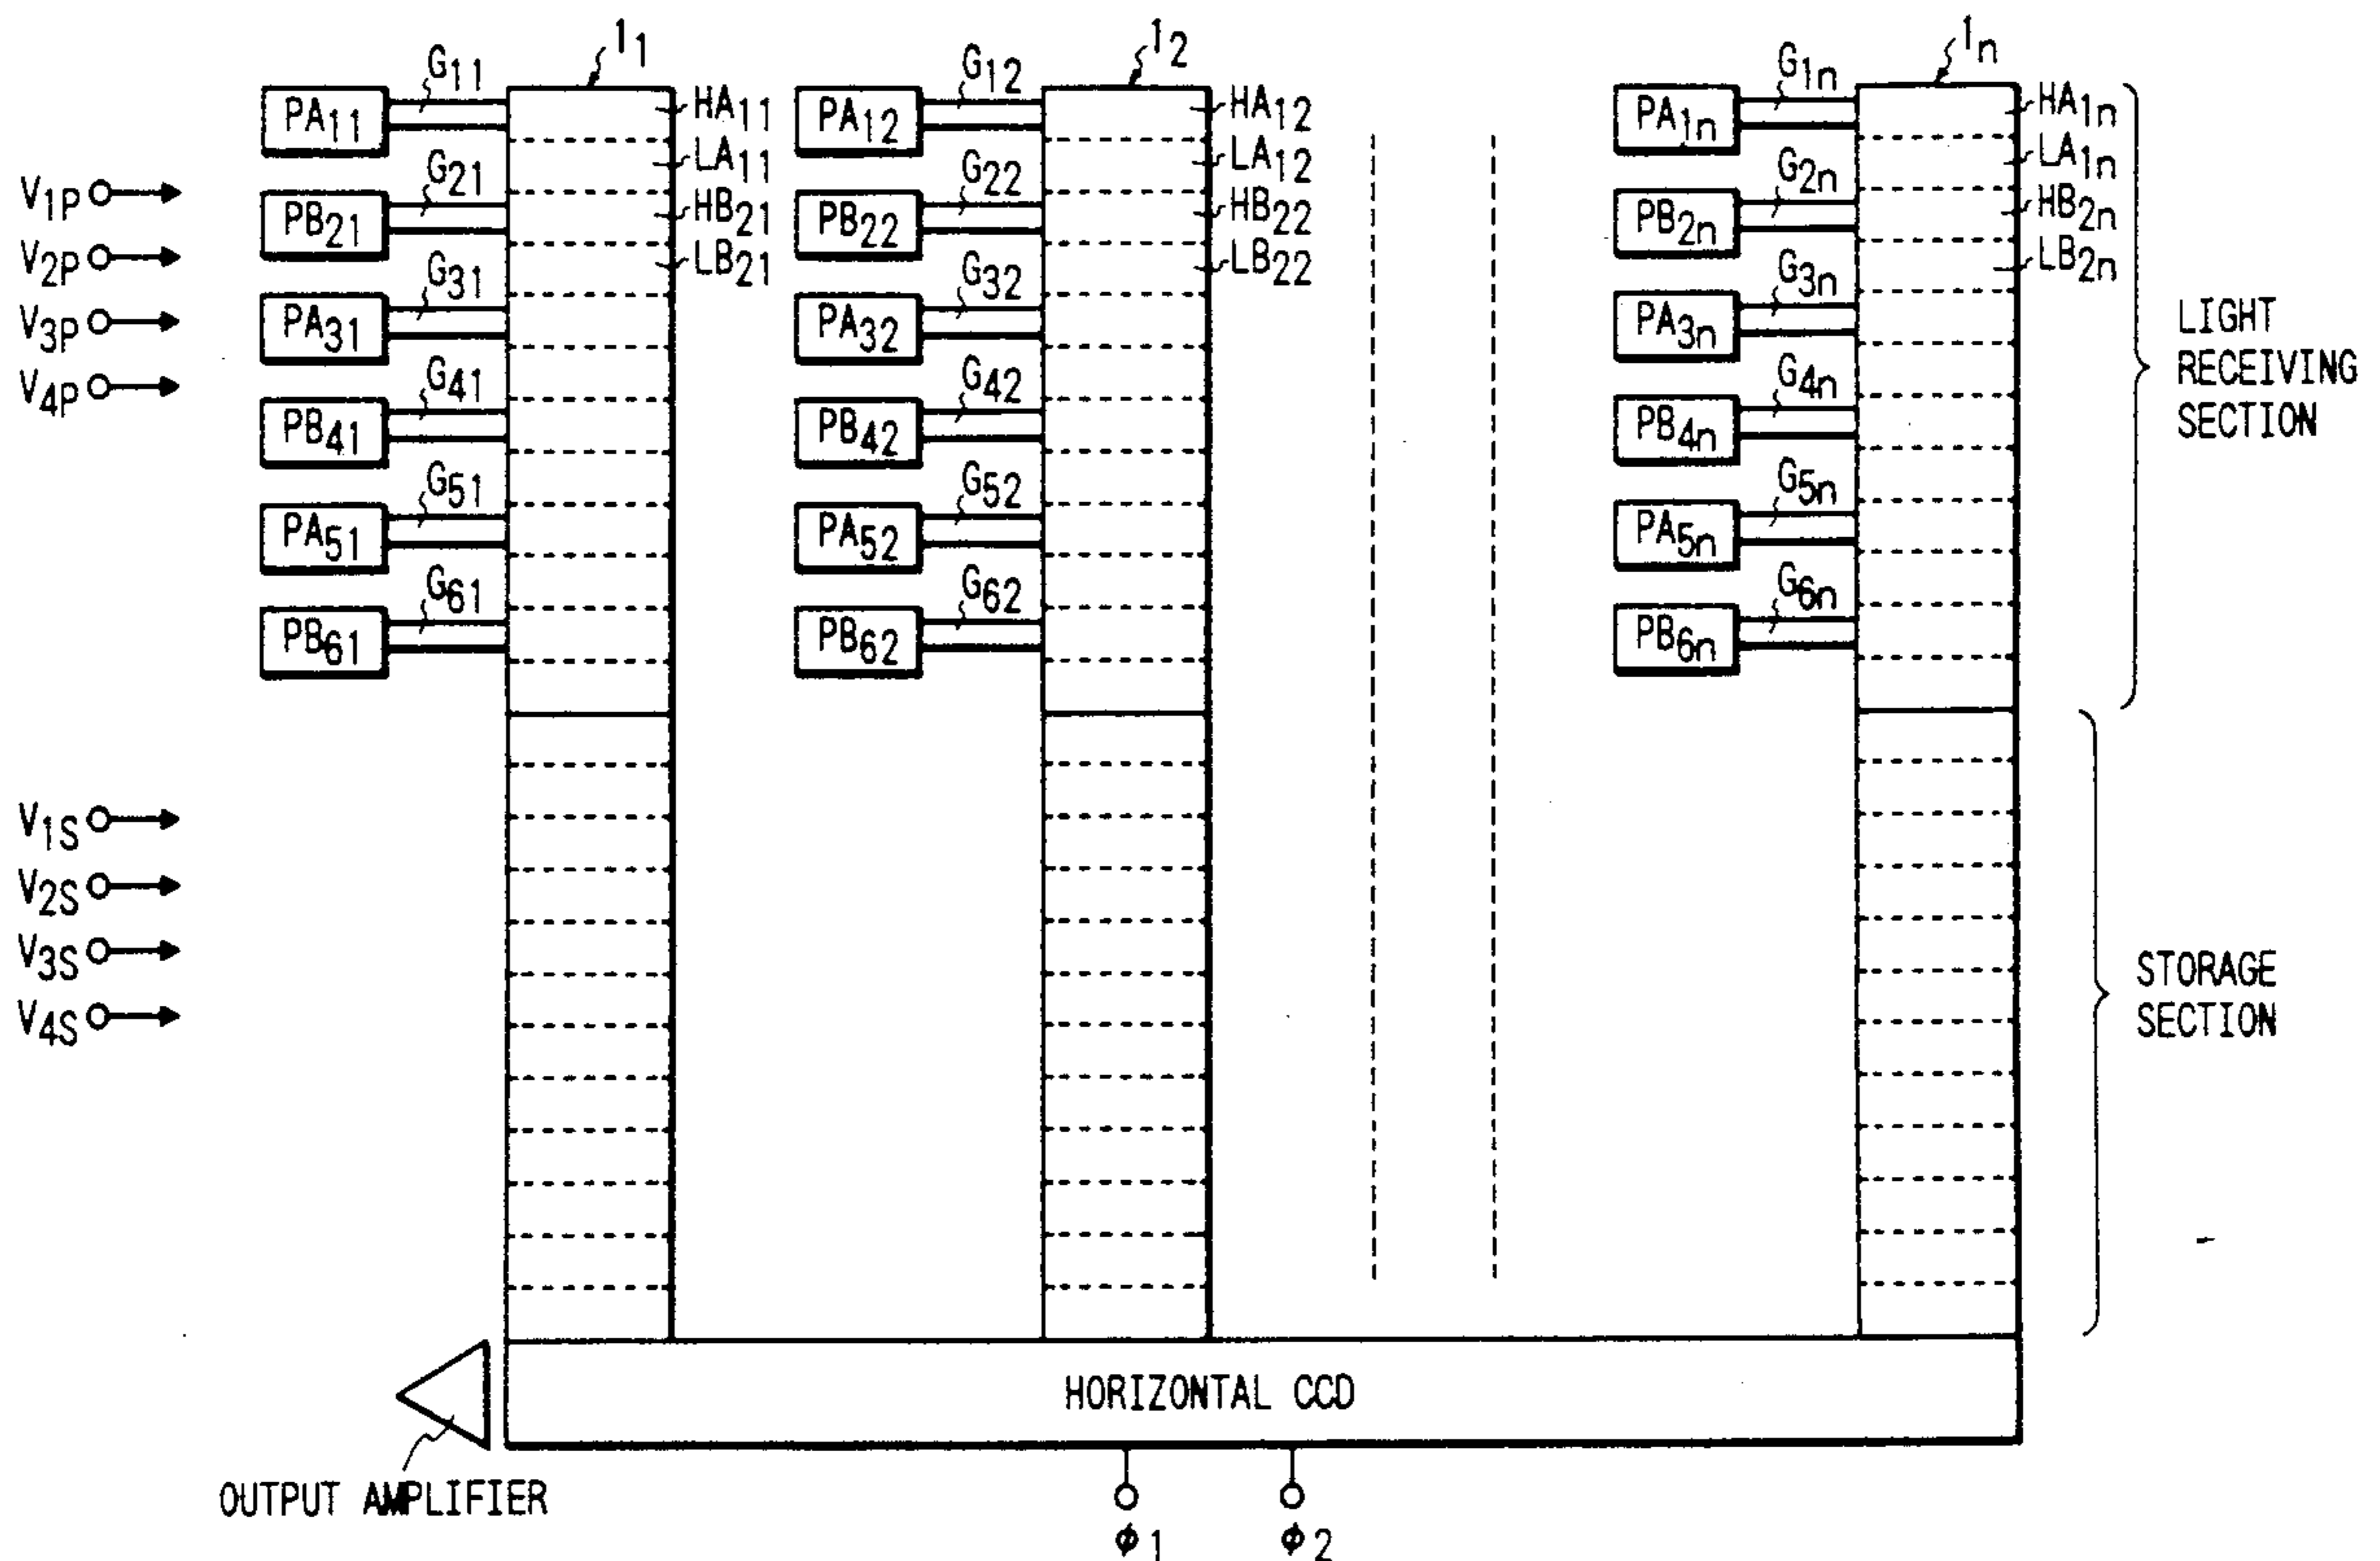 l₁ l₂ lₙ
G₁₁ G₁₂ G₁ₙ
PA₁₁ HA₁₁ PA₁₂ HA₁₂ PA₁ₙ HA₁ₙ
LA₁₁ LA₁₂ LA₁ₙ
G₂₁ G₂₂ G₂ₙ
V₁P PB₂₁ HB₂₁ PB₂₂ HB₂₂ PB₂ₙ HB₂ₙ
V₂P LB₂₁ LB₂₂ LB₂ₙ
G₃₁ G₃₂ G₃ₙ
V₃P PA₃₁ PA₃₂ PA₃ₙ
LIGHT
RECEIVING
SECTION
V₄P G₄₁ G₄₂ G₄ₙ
PB₄₁ PB₄₂ PB₄ₙ
G₅₁ G₅₂ G₅ₙ
PA₅₁ PA₅₂ PA₅ₙ
G₆₁ G₆₂ G₆ₙ
PB₆₁ PB₆₂ PB₆ₙ
V₁S
V₂S
V₃S
V₄S
STORAGE
SECTION
HORIZONTAL CCD
OUTPUT AMPLIFIER
ϕ₁ ϕ₂